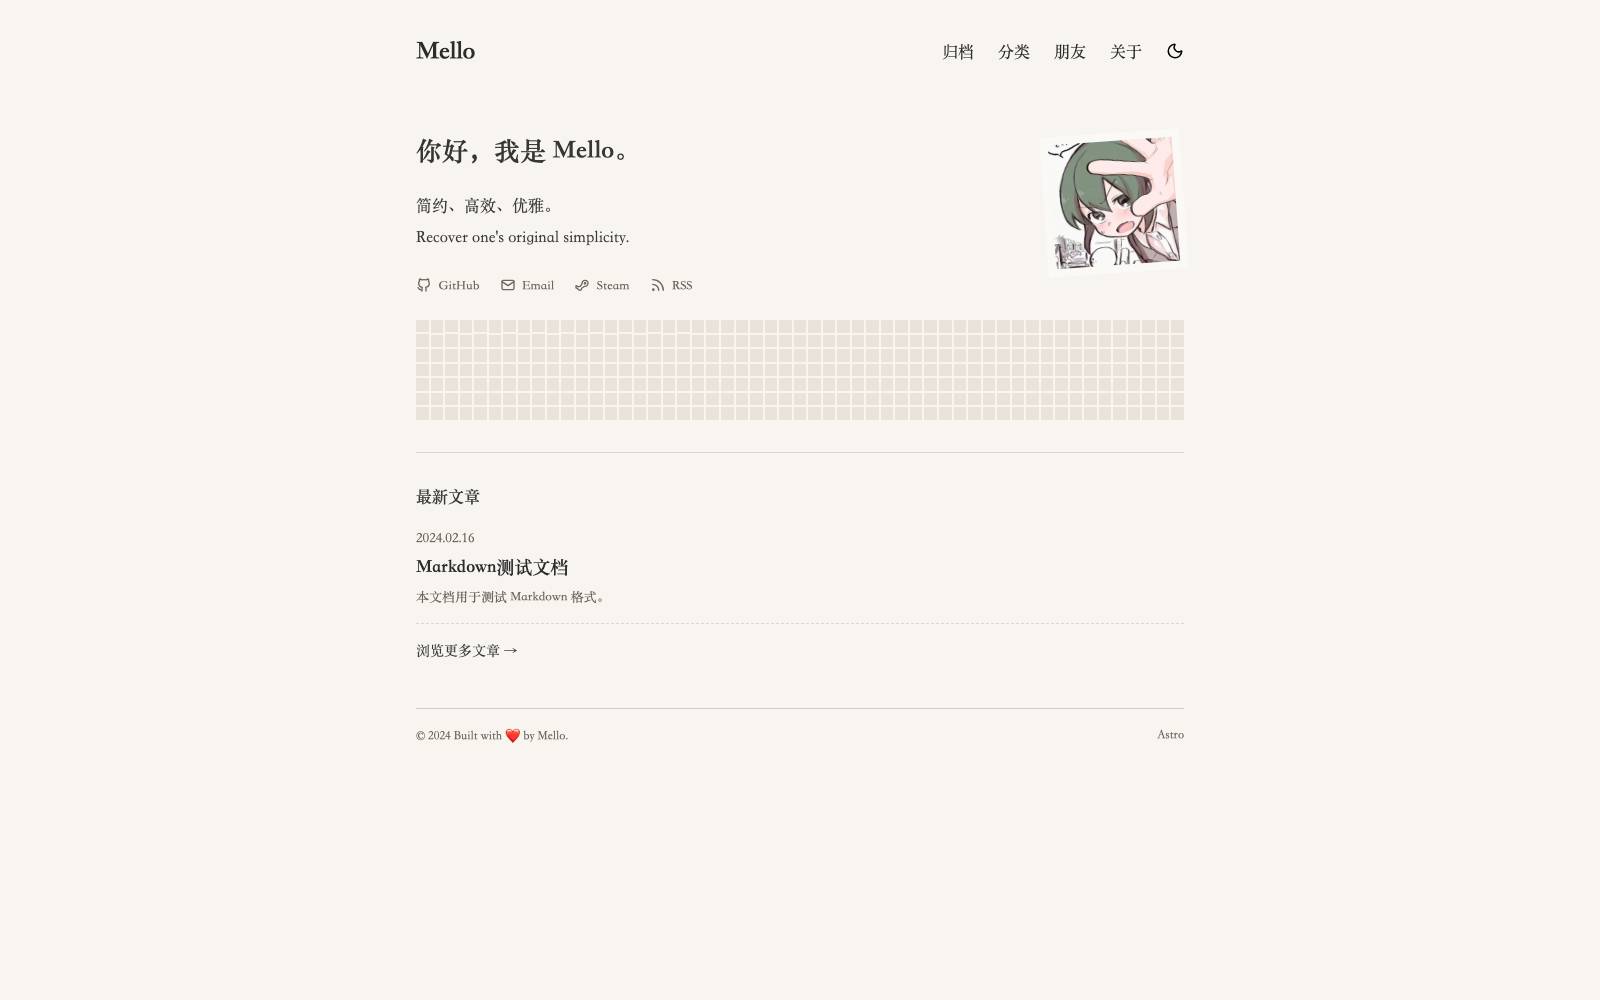 Mello
归档 分类 朋友 关于
你好，我是 Mello。
简约、高效、优雅。
Recover one's original simplicity.
GitHub Email Steam RSS
最新文章
2024.02.16
Markdown测试文档
本文档用于测试 Markdown 格式。
浏览更多文章 →
© 2024 Built with ❤️ by Mello.
Astro